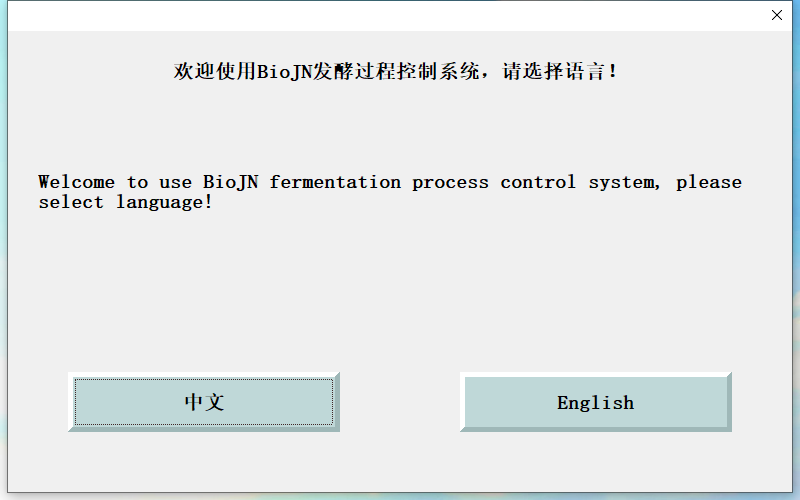 欢迎使用BioJN发酵过程控制系统，请选择语言！
Welcome to use BioJN fermentation process control system, please
select language!
中文
English